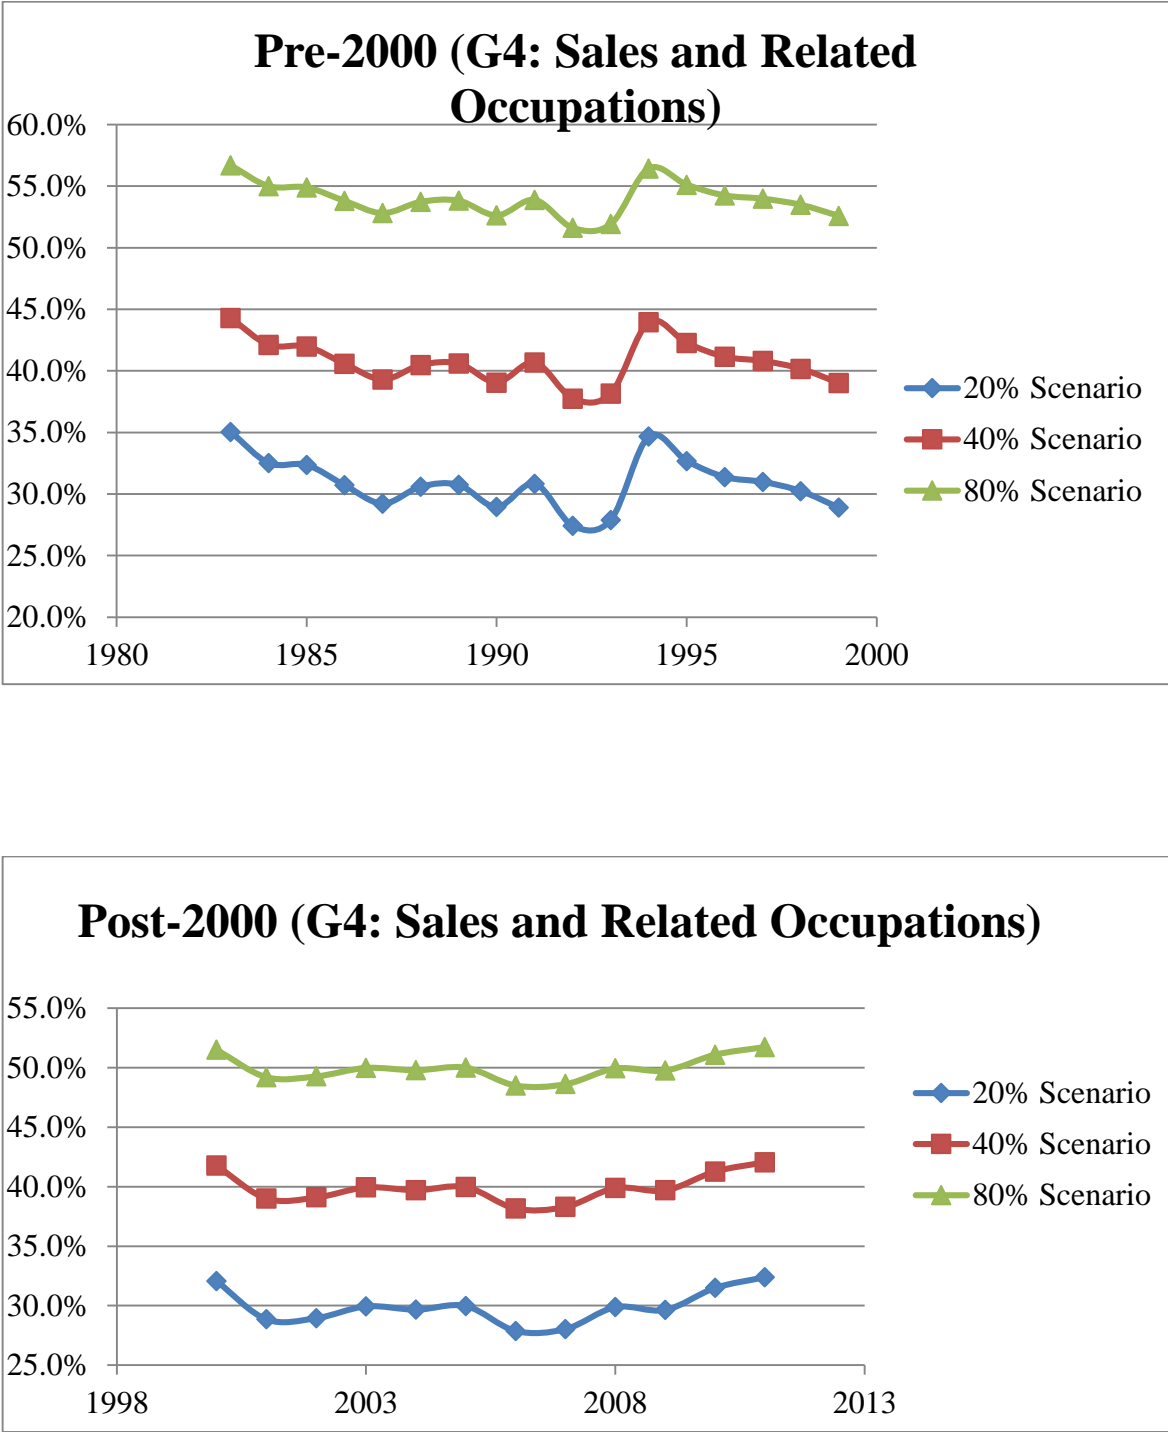 Pre-2000 (G4: Sales and Related
Occupations)
60.0%
55.0%
50.0%
45.0%
40.0%
35.0%
30.0%
25.0%
20.0%
1980 1985 1990 1995 2000
20% Scenario
40% Scenario
80% Scenario
Post-2000 (G4: Sales and Related Occupations)
55.0%
50.0%
45.0%
40.0%
35.0%
30.0%
25.0%
1998 2003 2008 2013
20% Scenario
40% Scenario
80% Scenario